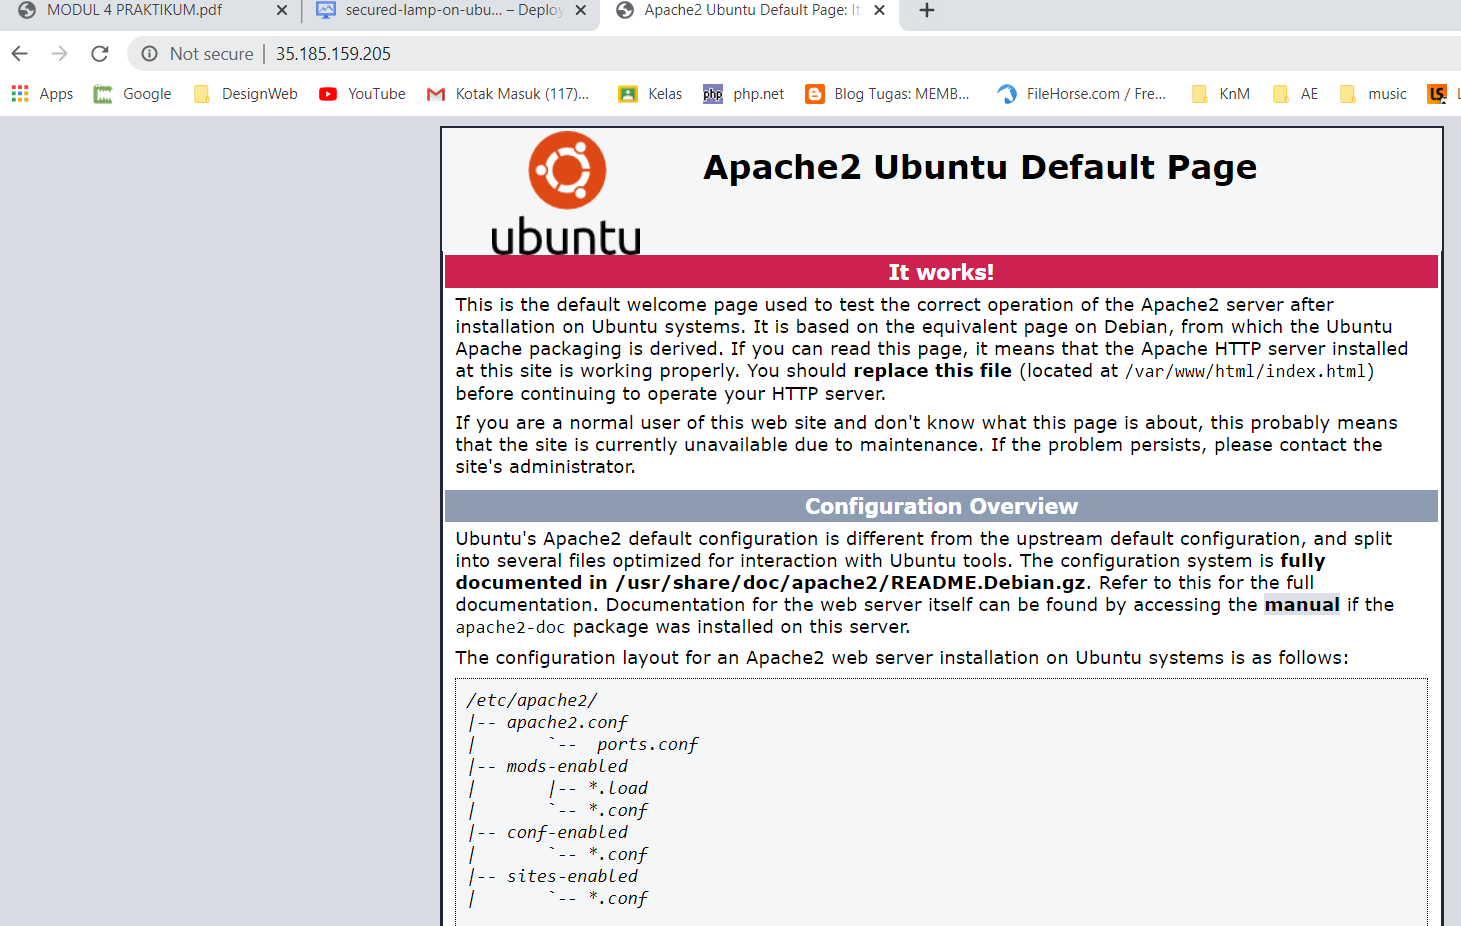 MODUL 4 PRAKTIKUM.pdf
secured-lamp-on-ubu... – Deploy
Apache2 Ubuntu Default Page: It
Not secure | 35.185.159.205
Apps
Google
DesignWeb
YouTube
Kotak Masuk (117)...
Kelas
php
php.net
Blog Tugas: MEMB...
FileHorse.com / Fre...
KnM
AE
music
LS
ubuntu
Apache2 Ubuntu Default Page
It works!
This is the default welcome page used to test the correct operation of the Apache2 server after
installation on Ubuntu systems. It is based on the equivalent page on Debian, from which the Ubuntu
Apache packaging is derived. If you can read this page, it means that the Apache HTTP server installed
at this site is working properly. You should replace this file (located at /var/www/html/index.html)
before continuing to operate your HTTP server.
If you are a normal user of this web site and don't know what this page is about, this probably means
that the site is currently unavailable due to maintenance. If the problem persists, please contact the
site's administrator.
Configuration Overview
Ubuntu's Apache2 default configuration is different from the upstream default configuration, and split
into several files optimized for interaction with Ubuntu tools. The configuration system is fully
documented in /usr/share/doc/apache2/README.Debian.gz. Refer to this for the full
documentation. Documentation for the web server itself can be found by accessing the manual if the
apache2-doc package was installed on this server.
The configuration layout for an Apache2 web server installation on Ubuntu systems is as follows:
/etc/apache2/
|-- apache2.conf
|       `--  ports.conf
|-- mods-enabled
|       |-- *.load
|       `-- *.conf
|-- conf-enabled
|       `-- *.conf
|-- sites-enabled
|       `-- *.conf